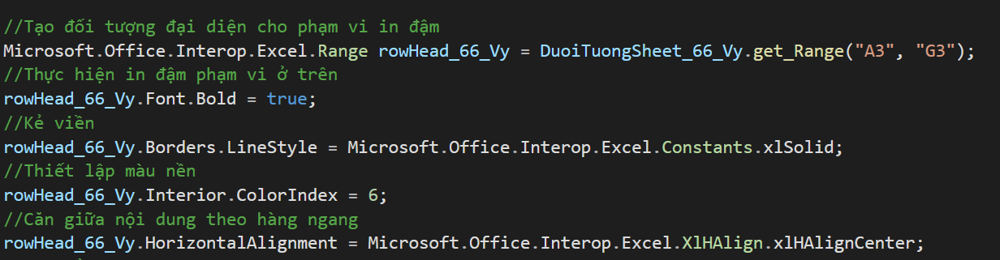 //Tạo đối tượng đại diện cho phạm vi in đậm
Microsoft.Office.Interop.Excel.Range rowHead_66_Vy = DuoiTuongSheet_66_Vy.get_Range("A3", "G3");
//Thực hiện in đậm phạm vi ở trên
rowHead_66_Vy.Font.Bold = true;
//Kẻ viền
rowHead_66_Vy.Borders.LineStyle = Microsoft.Office.Interop.Excel.Constants.xlSolid;
//Thiết lập màu nền
rowHead_66_Vy.Interior.ColorIndex = 6;
//Căn giữa nội dung theo hàng ngang
rowHead_66_Vy.HorizontalAlignment = Microsoft.Office.Interop.Excel.XlHAlign.xlHAlignCenter;